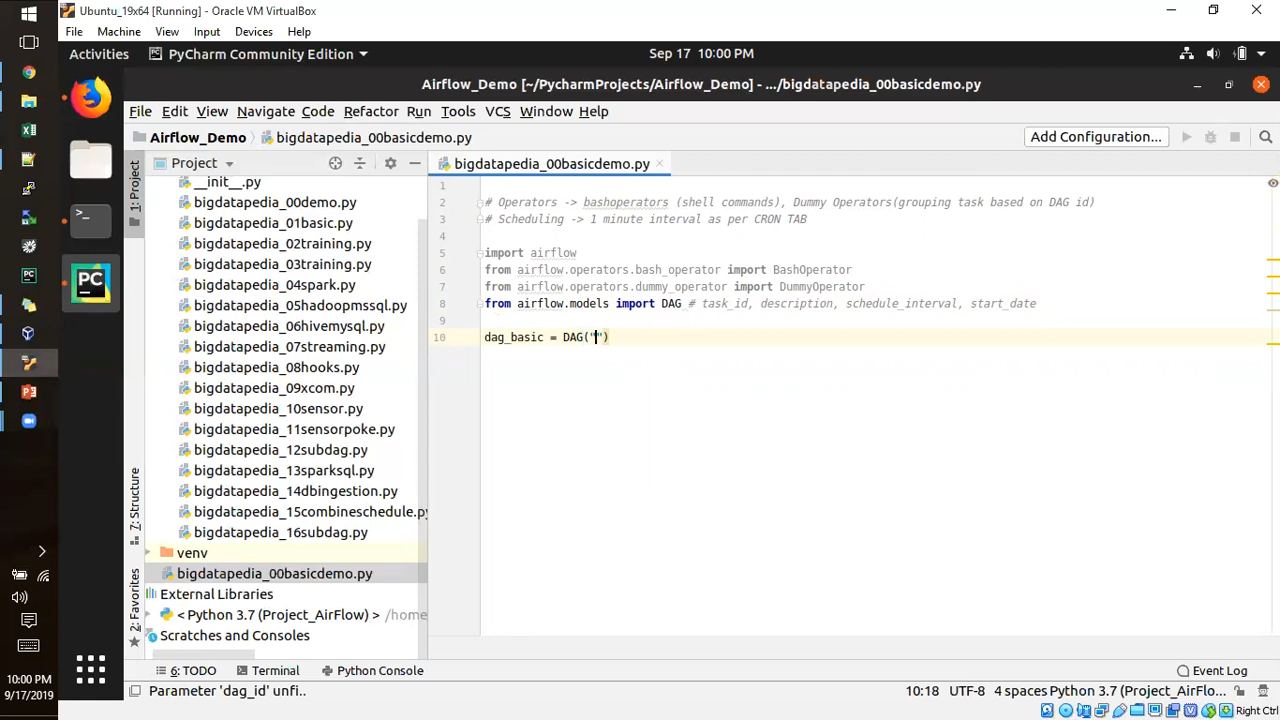 Ubuntu_19x64 [Running] - Oracle VM VirtualBox
File Machine View Input Devices Help
Activities PyCharm Community Edition Sep 17 10:00 PM
Airflow_Demo [~/PycharmProjects/Airflow_Demo] - .../bigdatapedia_00basicdemo.py
File Edit View Navigate Code Refactor Run Tools VCS Window Help
Airflow_Demo bigdatapedia_00basicdemo.py Add Configuration...
1: Project
Project
bigdatapedia_00basicdemo.py
__init__.py
bigdatapedia_00demo.py
bigdatapedia_01basic.py
bigdatapedia_02training.py
bigdatapedia_03training.py
bigdatapedia_04spark.py
bigdatapedia_05hadoopmssql.py
bigdatapedia_06hivemysql.py
bigdatapedia_07streaming.py
bigdatapedia_08hooks.py
bigdatapedia_09xcom.py
bigdatapedia_10sensor.py
bigdatapedia_11sensorpoke.py
bigdatapedia_12subdag.py
bigdatapedia_13sparksql.py
bigdatapedia_14dbingestion.py
bigdatapedia_15combineschedule.py
bigdatapedia_16subdag.py
venv
bigdatapedia_00basicdemo.py
External Libraries
< Python 3.7 (Project_AirFlow) > /home
Scratches and Consoles
7: Structure
2: Favorites
1
2 # Operators -> bashoperators (shell commands), Dummy Operators(grouping task based on DAG id)
3 # Scheduling -> 1 minute interval as per CRON TAB
4
5 import airflow
6 from airflow.operators.bash_operator import BashOperator
7 from airflow.operators.dummy_operator import DummyOperator
8 from airflow.models import DAG # task_id, description, schedule_interval, start_date
9
10 dag_basic = DAG("")
6: TODO Terminal Python Console Event Log
Parameter 'dag_id' unfi.. 10:18 UTF-8 4 spaces Python 3.7 (Project_AirFlo...
Right Ctrl
10:00 PM
9/17/2019